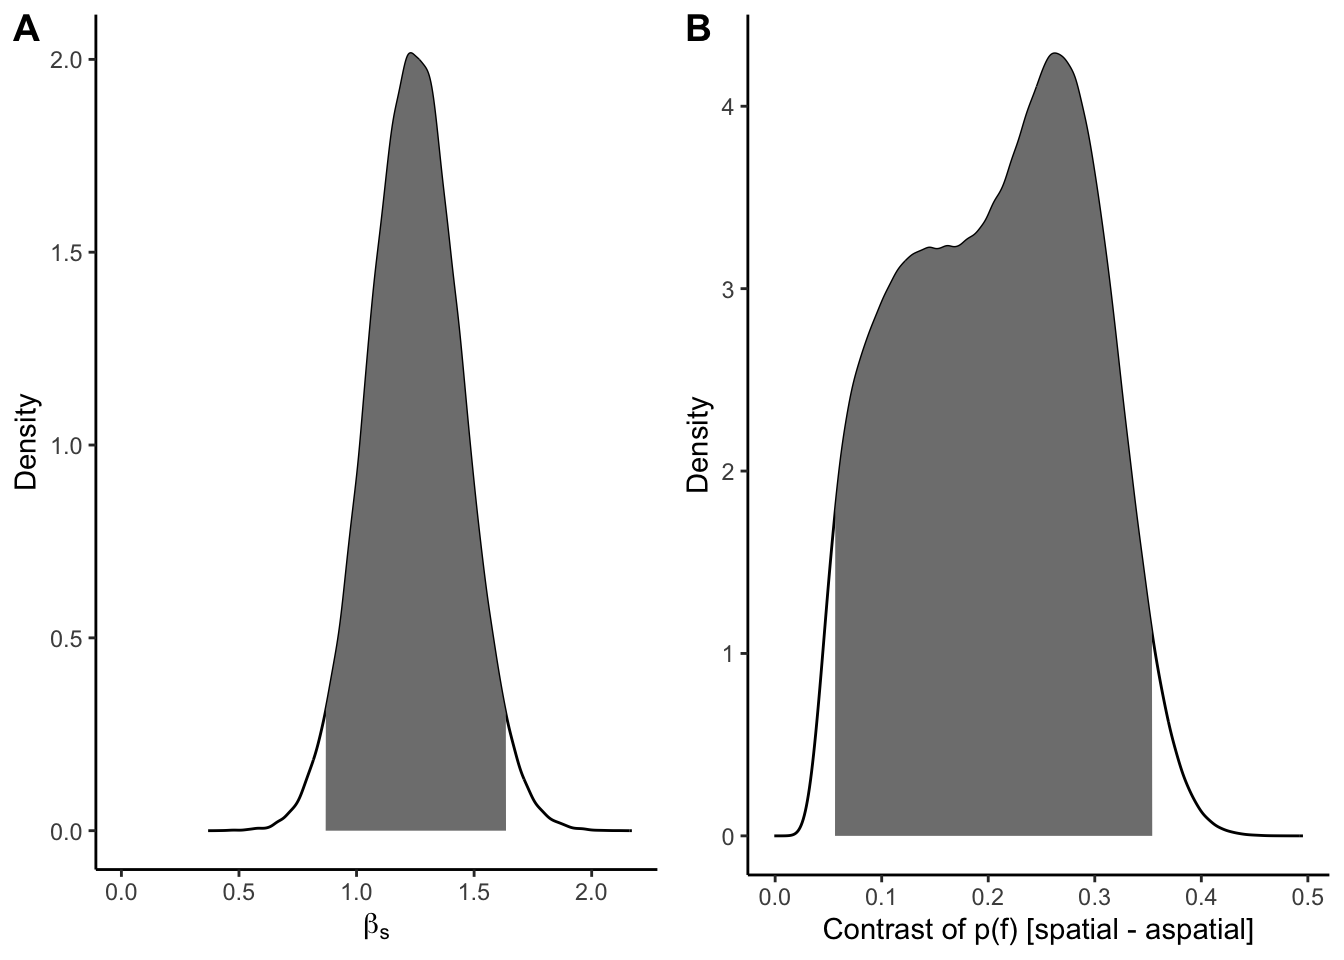 A
Density
2.0
1.5
1.0
0.5
0.0
0.0 0.5 1.0 1.5 2.0
βs
B
Density
4
3
2
1
0
0.0 0.1 0.2 0.3 0.4 0.5
Contrast of p(f) [spatial - aspatial]